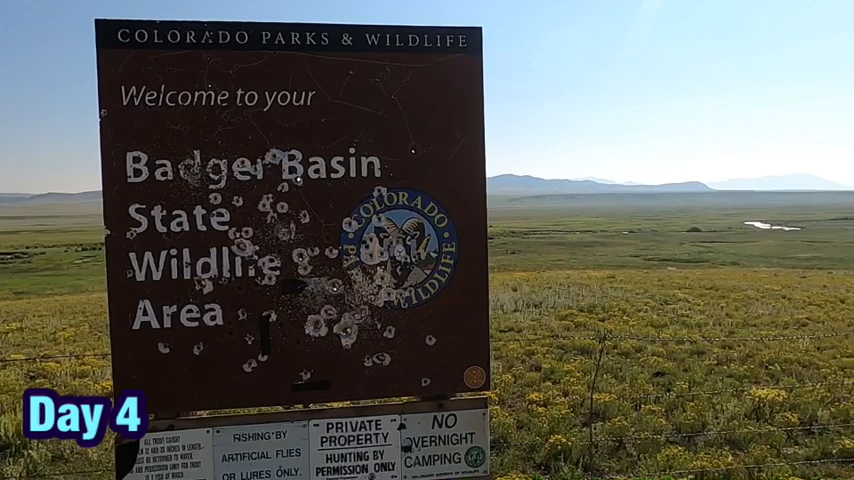 COLORADO PARKS & WILDLIFE
Welcome to your
Badger Basin
State
Wildlife
Area
COLORADO
WILDLIFE
Day 4
FISHING BY
ARTIFICIAL FLIES
OR LURES ONLY.
PRIVATE
PROPERTY
HUNTING BY
PERMISSION ONLY
NO
OVERNIGHT
CAMPING